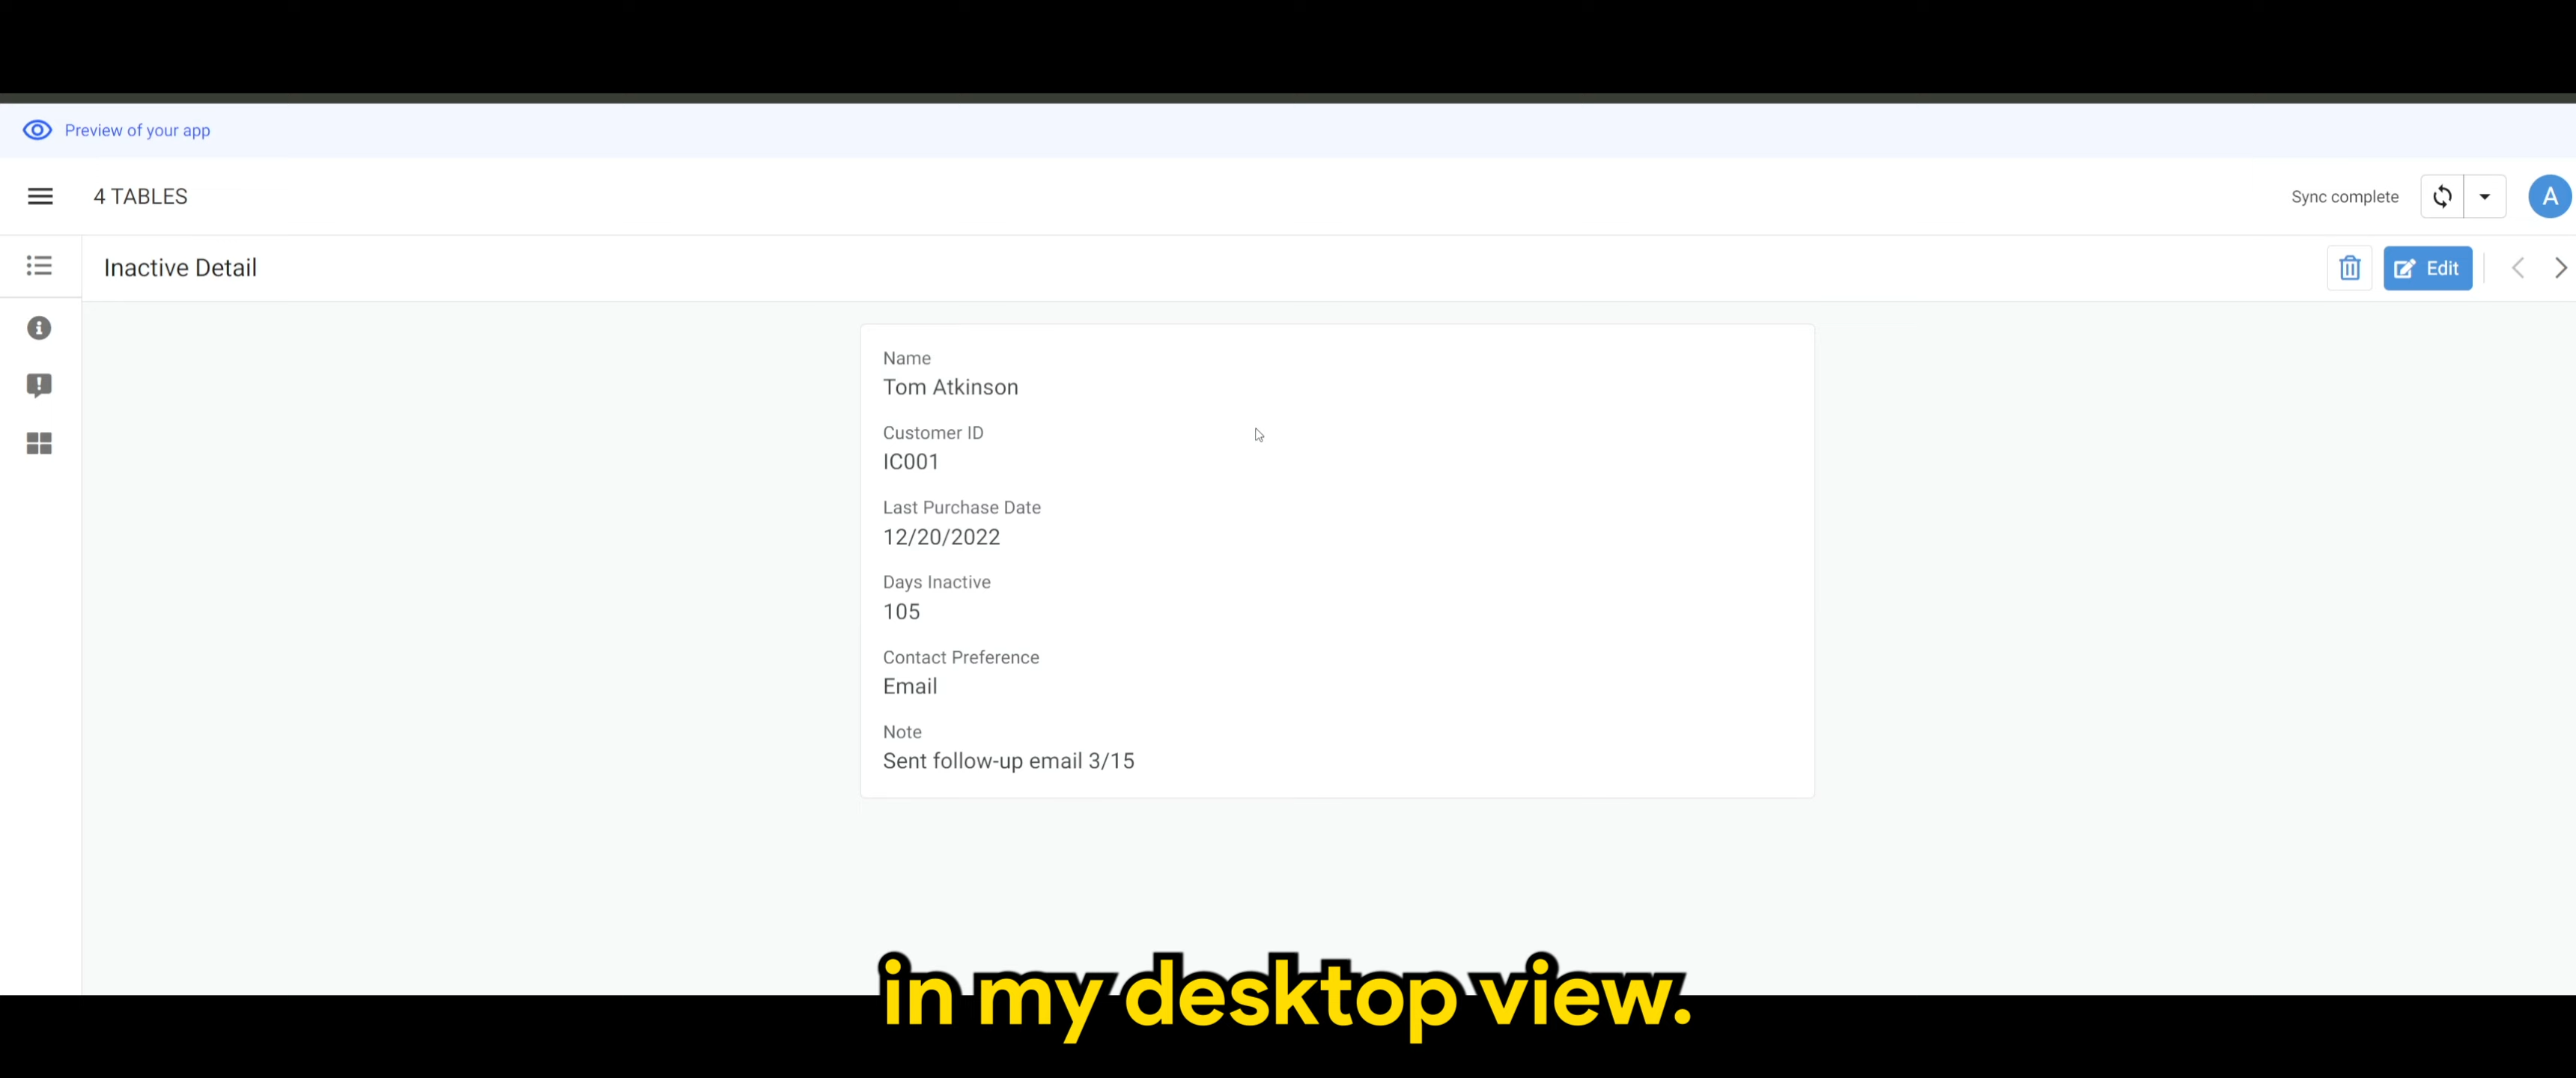 Preview of your app
4 TABLES
Sync complete
A
Inactive Detail
Edit
Name
Tom Atkinson
Customer ID
IC001
Last Purchase Date
12/20/2022
Days Inactive
105
Contact Preference
Email
Note
Sent follow-up email 3/15
in my desktop view.